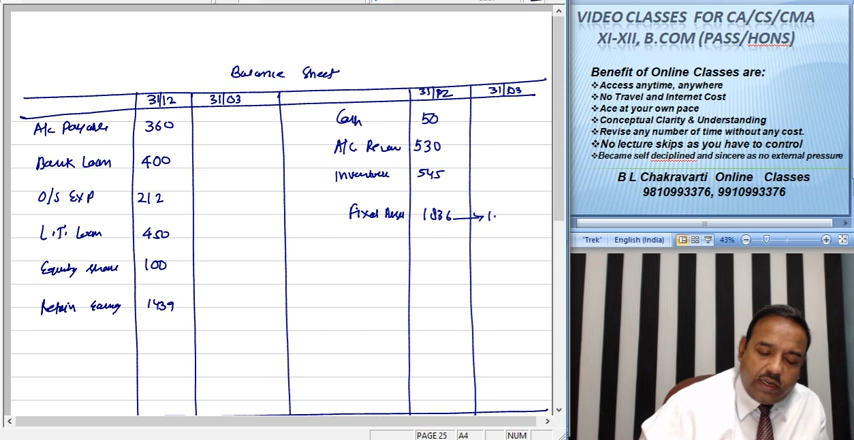 Balance Sheet
31/12 31/03 31/12 31/03
A/c Payable 360 Cash 50
A/c 530
Bank Loan 400
Inventories 545
O/S EXP 212
Fixed 1836 → 1.
L.T. Loan 450
Equity share 100
Retain Earng 1439
PAGE 25 A4 NUM
VIDEO CLASSES FOR CA/CS/CMA
XI-XII, B.COM (PASS/HONS)
Benefit of Online Classes are:
❖Access anytime, anywhere
❖No Travel and Internet Cost
❖Ace at your own pace
❖Conceptual Clarity & Understanding
❖Revise any number of time without any cost.
❖No lecture skips as you have to control
❖Became self deciplined and sincere as no external pressure
B L Chakravarti Online Classes
9810993376, 9910993376
"Trek" English (India) 43%